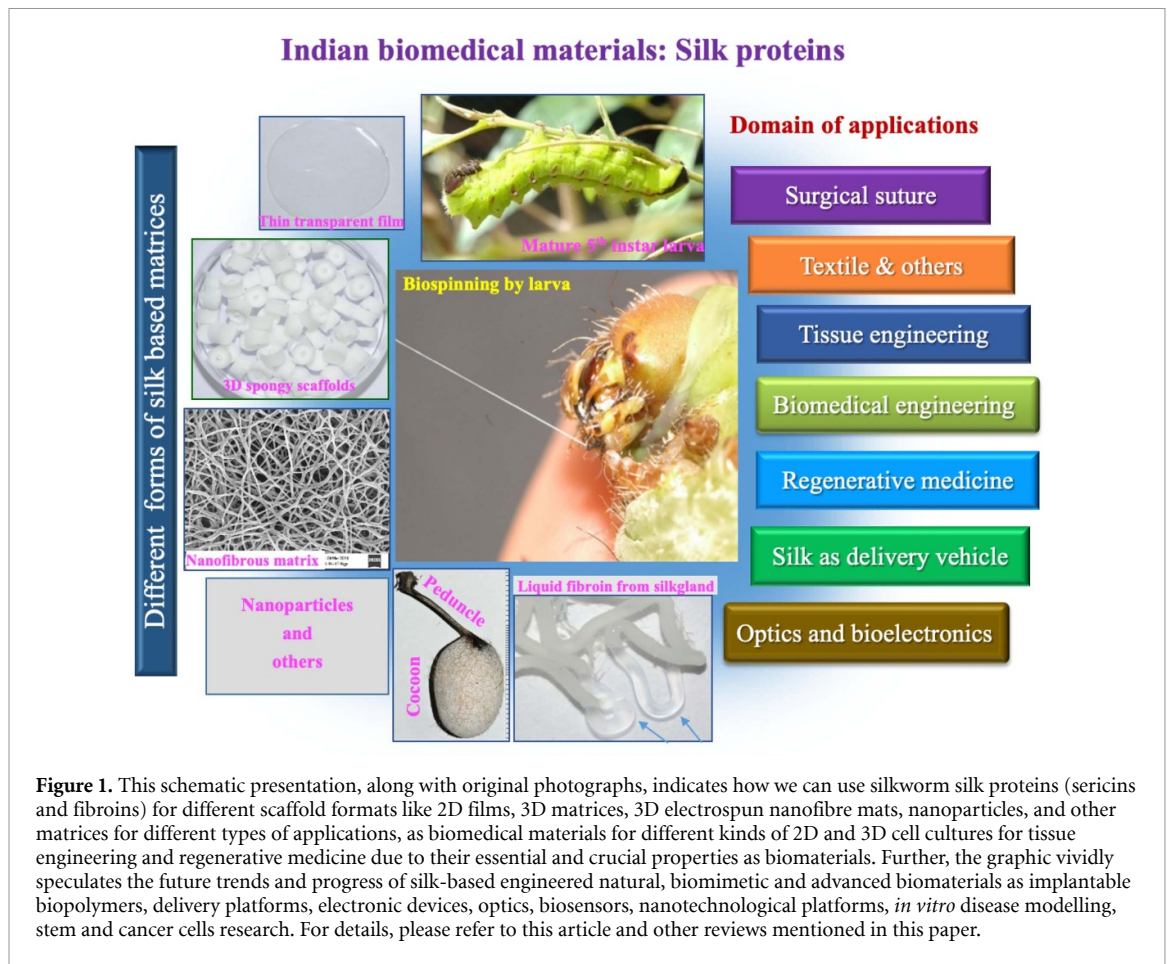 Indian biomedical materials: Silk proteins
Different forms of silk based matrices
Thin transparent film
3D spongy scaffolds
Nanofibrous matrix
Nanoparticles
and
others
Mature 5th instar larva
Biospinning by larva
Cocoon
Peduncle
Liquid fibroin from silkgland
Domain of applications
Surgical suture
Textile & others
Tissue engineering
Biomedical engineering
Regenerative medicine
Silk as delivery vehicle
Optics and bioelectronics
Figure 1. This schematic presentation, along with original photographs, indicates how we can use silkworm silk proteins (sericins
and fibroins) for different scaffold formats like 2D films, 3D matrices, 3D electrospun nanofibre mats, nanoparticles, and other
matrices for different types of applications, as biomedical materials for different kinds of 2D and 3D cell cultures for tissue
engineering and regenerative medicine due to their essential and crucial properties as biomaterials. Further, the graphic vividly
speculates the future trends and progress of silk-based engineered natural, biomimetic and advanced biomaterials as implantable
biopolymers, delivery platforms, electronic devices, optics, biosensors, nanotechnological platforms, in vitro disease modelling,
stem and cancer cells research. For details, please refer to this article and other reviews mentioned in this paper.